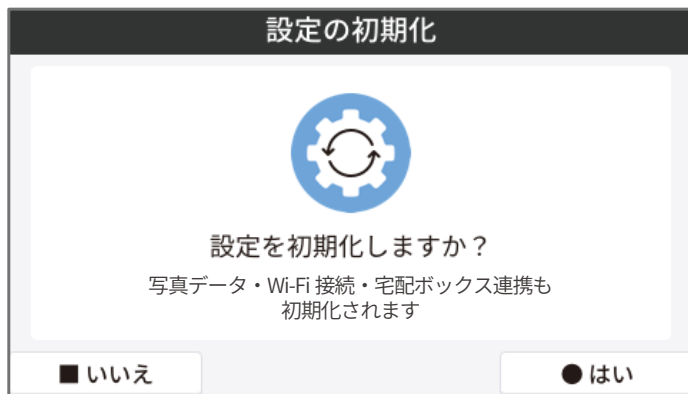 設定の初期化
設定を初期化しますか？
写真データ・Wi-Fi 接続・宅配ボックス連携も
初期化されます
■ いいえ
● はい